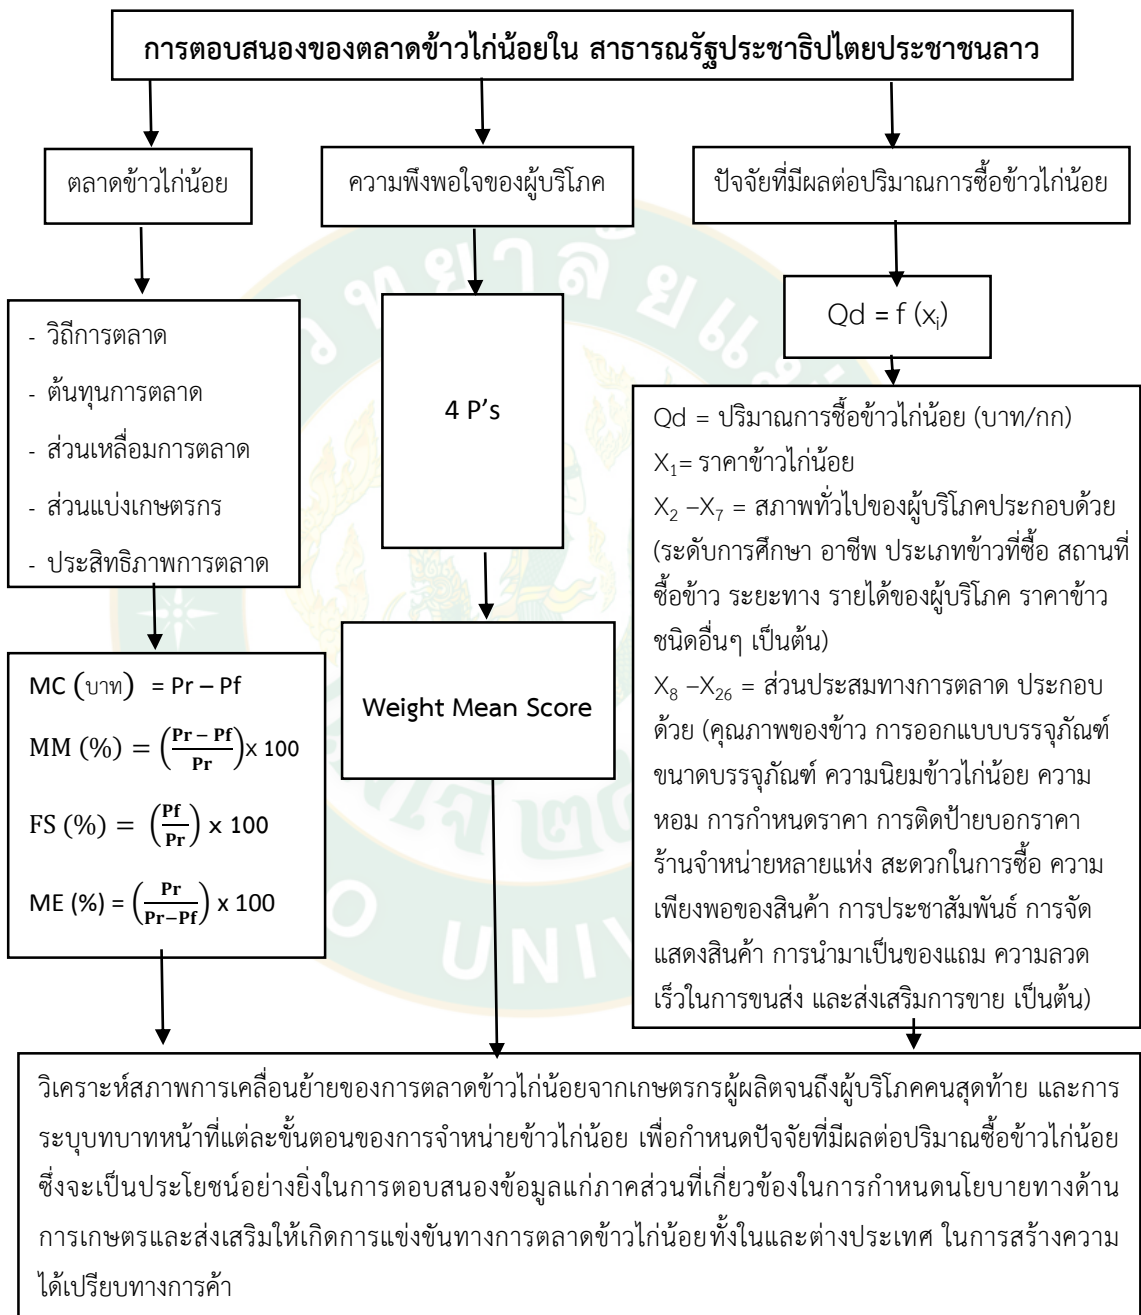 การตอบสนองของตลาดข้าวไก่น้อยใน สาธารณรัฐประชาธิปไตยประชาชนลาว
ตลาดข้าวไก่น้อย
ความพึงพอใจของผู้บริโภค
ปัจจัยที่มีผลต่อปริมาณการซื้อข้าวไก่น้อย
- วิถีการตลาด
- ต้นทุนการตลาด
- ส่วนเหลื่อมการตลาด
- ส่วนแบ่งเกษตรกร
- ประสิทธิภาพการตลาด
4 P's
Qd = f (xᵢ)
MC (บาท) = Pr – Pf
MM (%) = ((Pr – Pf)/Pr) x 100
FS (%) = (Pf/Pr) x 100
ME (%) = (Pr/(Pr–Pf)) x 100
Weight Mean Score
Qd = ปริมาณการซื้อข้าวไก่น้อย (บาท/กก)
X₁= ราคาข้าวไก่น้อย
X₂ –X₇ = สภาพทั่วไปของผู้บริโภคประกอบด้วย
(ระดับการศึกษา อาชีพ ประเภทข้าวที่ซื้อ สถานที่
ซื้อข้าว ระยะทาง รายได้ของผู้บริโภค ราคาข้าว
ชนิดอื่นๆ เป็นต้น)
X₈ –X₂₆ = ส่วนประสมทางการตลาด ประกอบ
ด้วย (คุณภาพของข้าว การออกแบบบรรจุภัณฑ์
ขนาดบรรจุภัณฑ์ ความนิยมข้าวไก่น้อย ความ
หอม การกำหนดราคา การติดป้ายบอกราคา
ร้านจำหน่ายหลายแห่ง สะดวกในการซื้อ ความ
เพียงพอของสินค้า การประชาสัมพันธ์ การจัด
แสดงสินค้า การนำมาเป็นของแถม ความลวด
เร็วในการขนส่ง และส่งเสริมการขาย เป็นต้น)
วิเคราะห์สภาพการเคลื่อนย้ายของการตลาดข้าวไก่น้อยจากเกษตรกรผู้ผลิตจนถึงผู้บริโภคคนสุดท้าย และการ
ระบุบทบาทหน้าที่แต่ละขั้นตอนของการจำหน่ายข้าวไก่น้อย เพื่อกำหนดปัจจัยที่มีผลต่อปริมาณซื้อข้าวไก่น้อย
ซึ่งจะเป็นประโยชน์อย่างยิ่งในการตอบสนองข้อมูลแก่ภาคส่วนที่เกี่ยวข้องในการกำหนดนโยบายทางด้าน
การเกษตรและส่งเสริมให้เกิดการแข่งขันทางการตลาดข้าวไก่น้อยทั้งในและต่างประเทศ ในการสร้างความ
ได้เปรียบทางการค้า